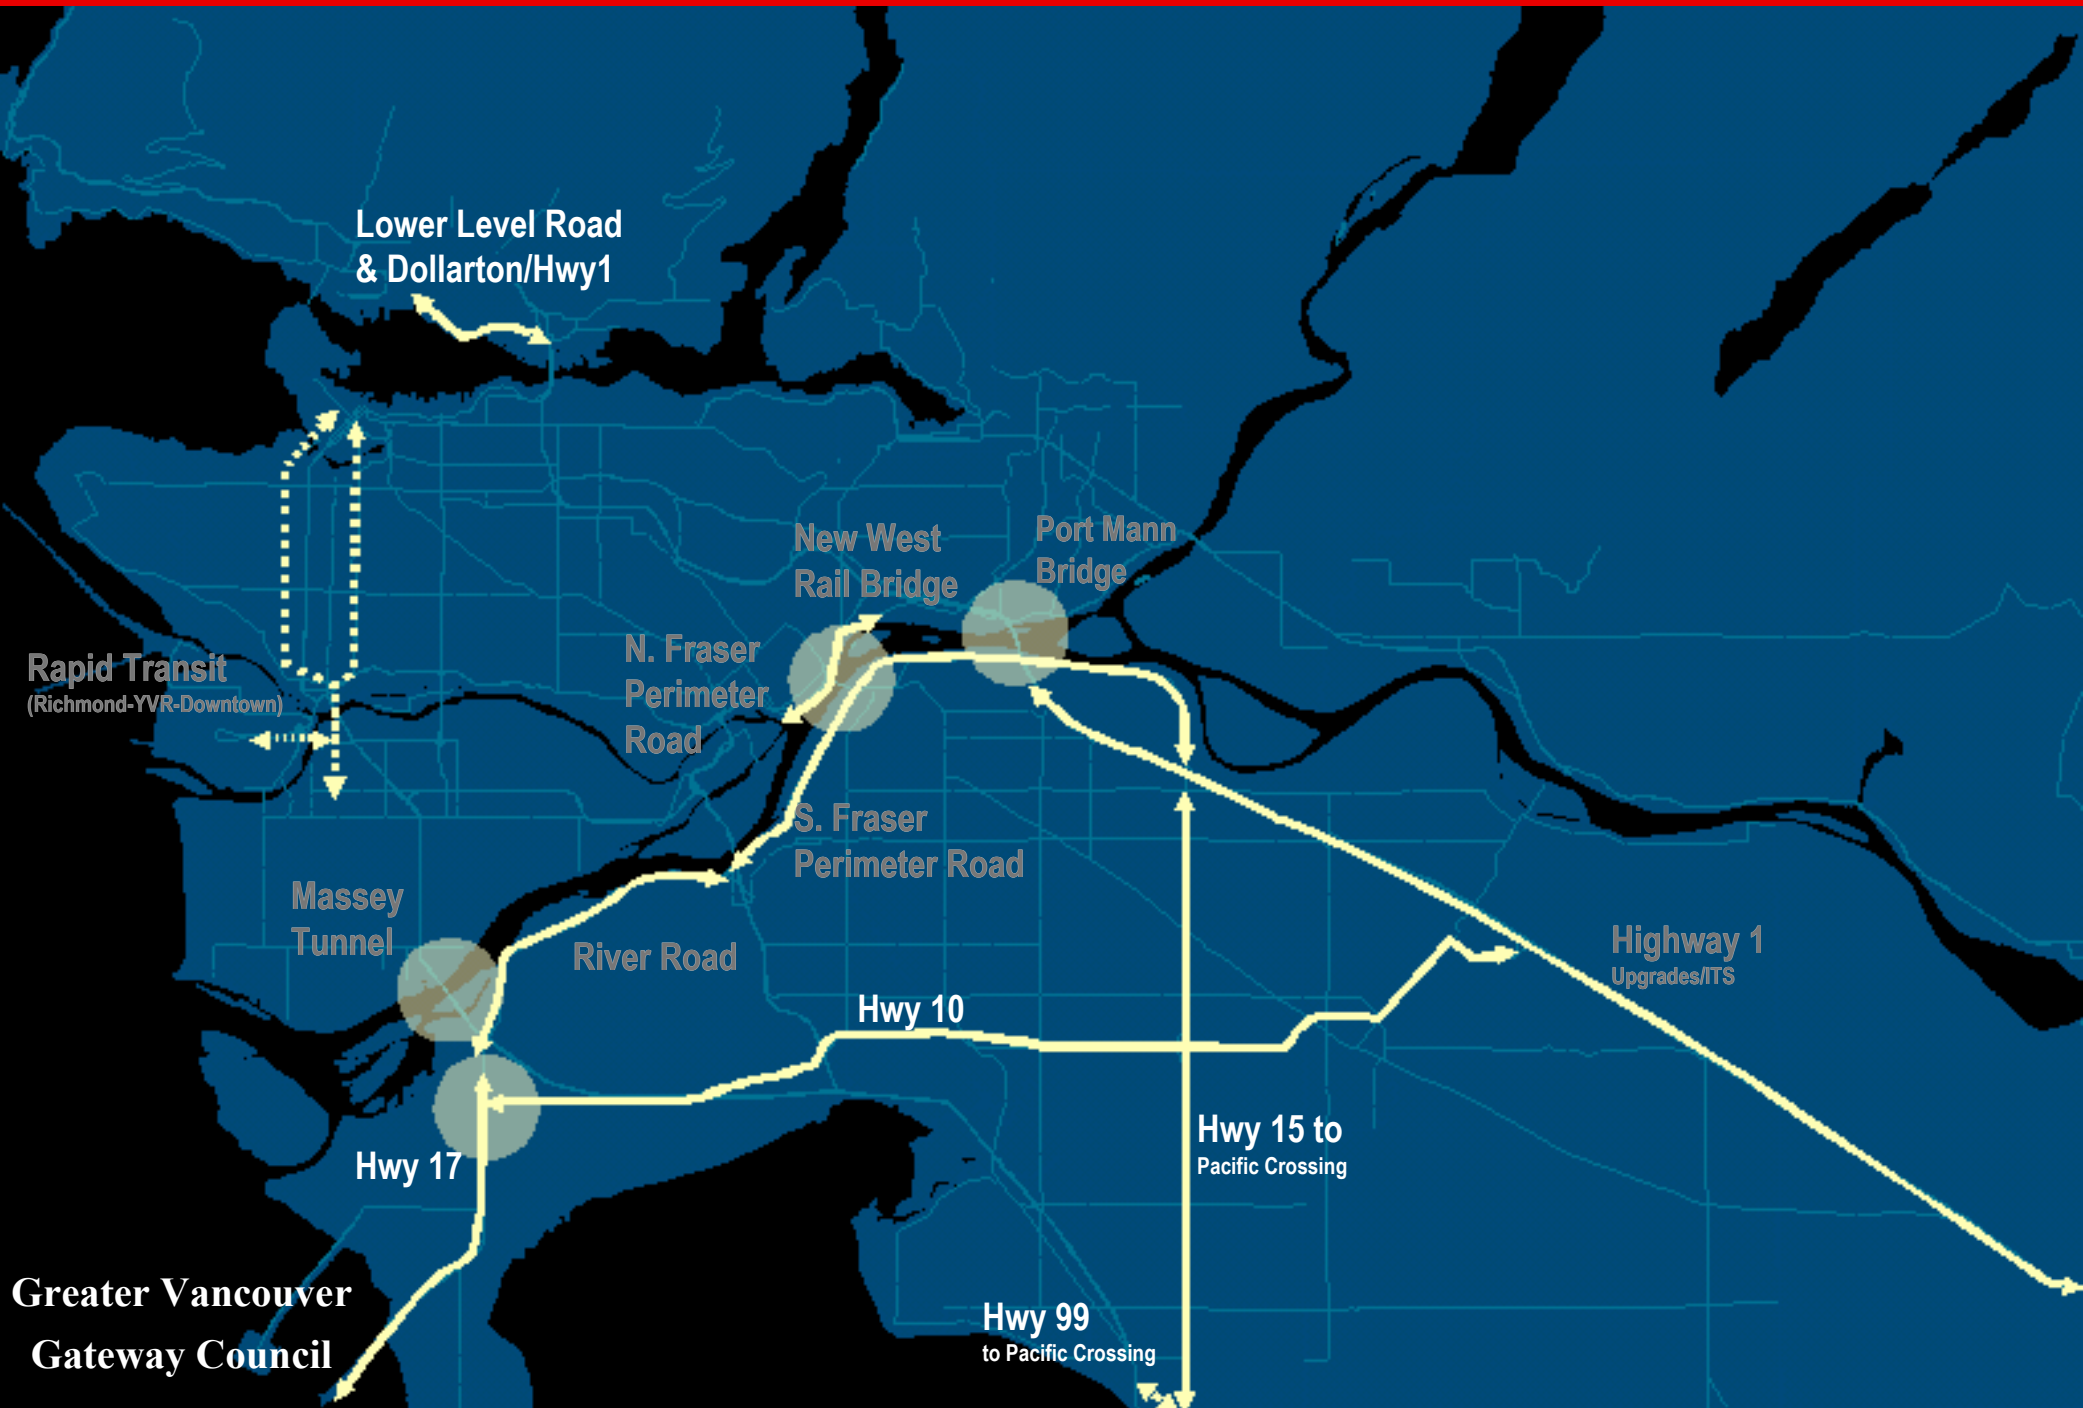 Lower Level Road
& Dollarton/Hwy1
New West
Rail Bridge
Port Mann
Bridge
N. Fraser
Perimeter
Road
Rapid Transit
(Richmond-YVR-Downtown)
S. Fraser
Perimeter Road
Massey
Tunnel
River Road
Highway 1
Upgrades/ITS
Hwy 10
Hwy 15 to
Pacific Crossing
Hwy 17
Hwy 99
to Pacific Crossing
Greater Vancouver
Gateway Council